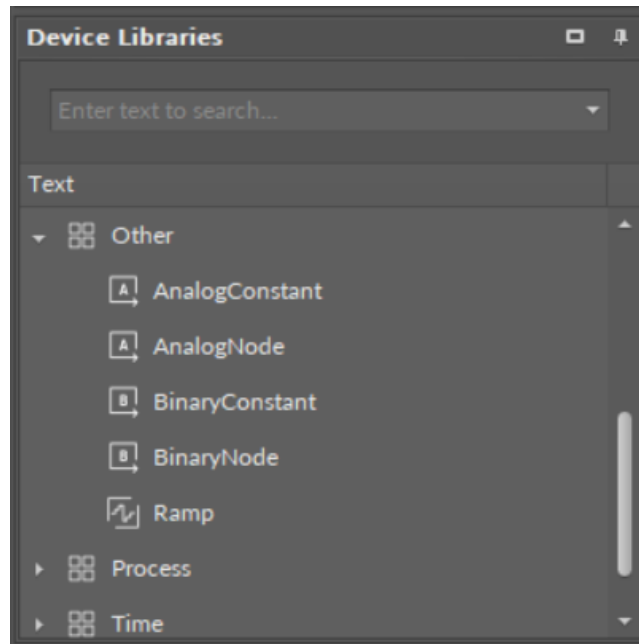 Device Libraries
Enter text to search...
Text
Other
A AnalogConstant
A AnalogNode
B BinaryConstant
B BinaryNode
Ramp
Process
Time